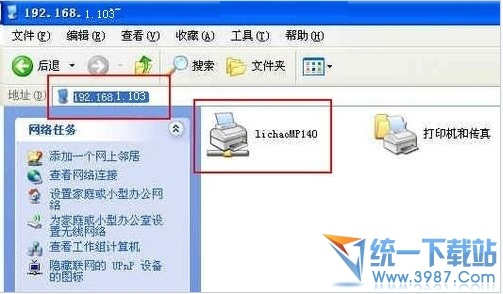 192.168.1.103
文件(F) 编辑(E) 查看(V) 收藏(A) 工具(T) 帮助(H)
后退 搜索 文件夹
地址(D) 192.168.1.103
网络任务
添加一个网上邻居
查看网络连接
设置家庭或小型办公网络
为家庭或小型办公室设置无线网络
查看工作组计算机
隐藏联网的 UPnP 设备的图标
lichaoMP140
打印机和传真
统一下载站
www.3987.com